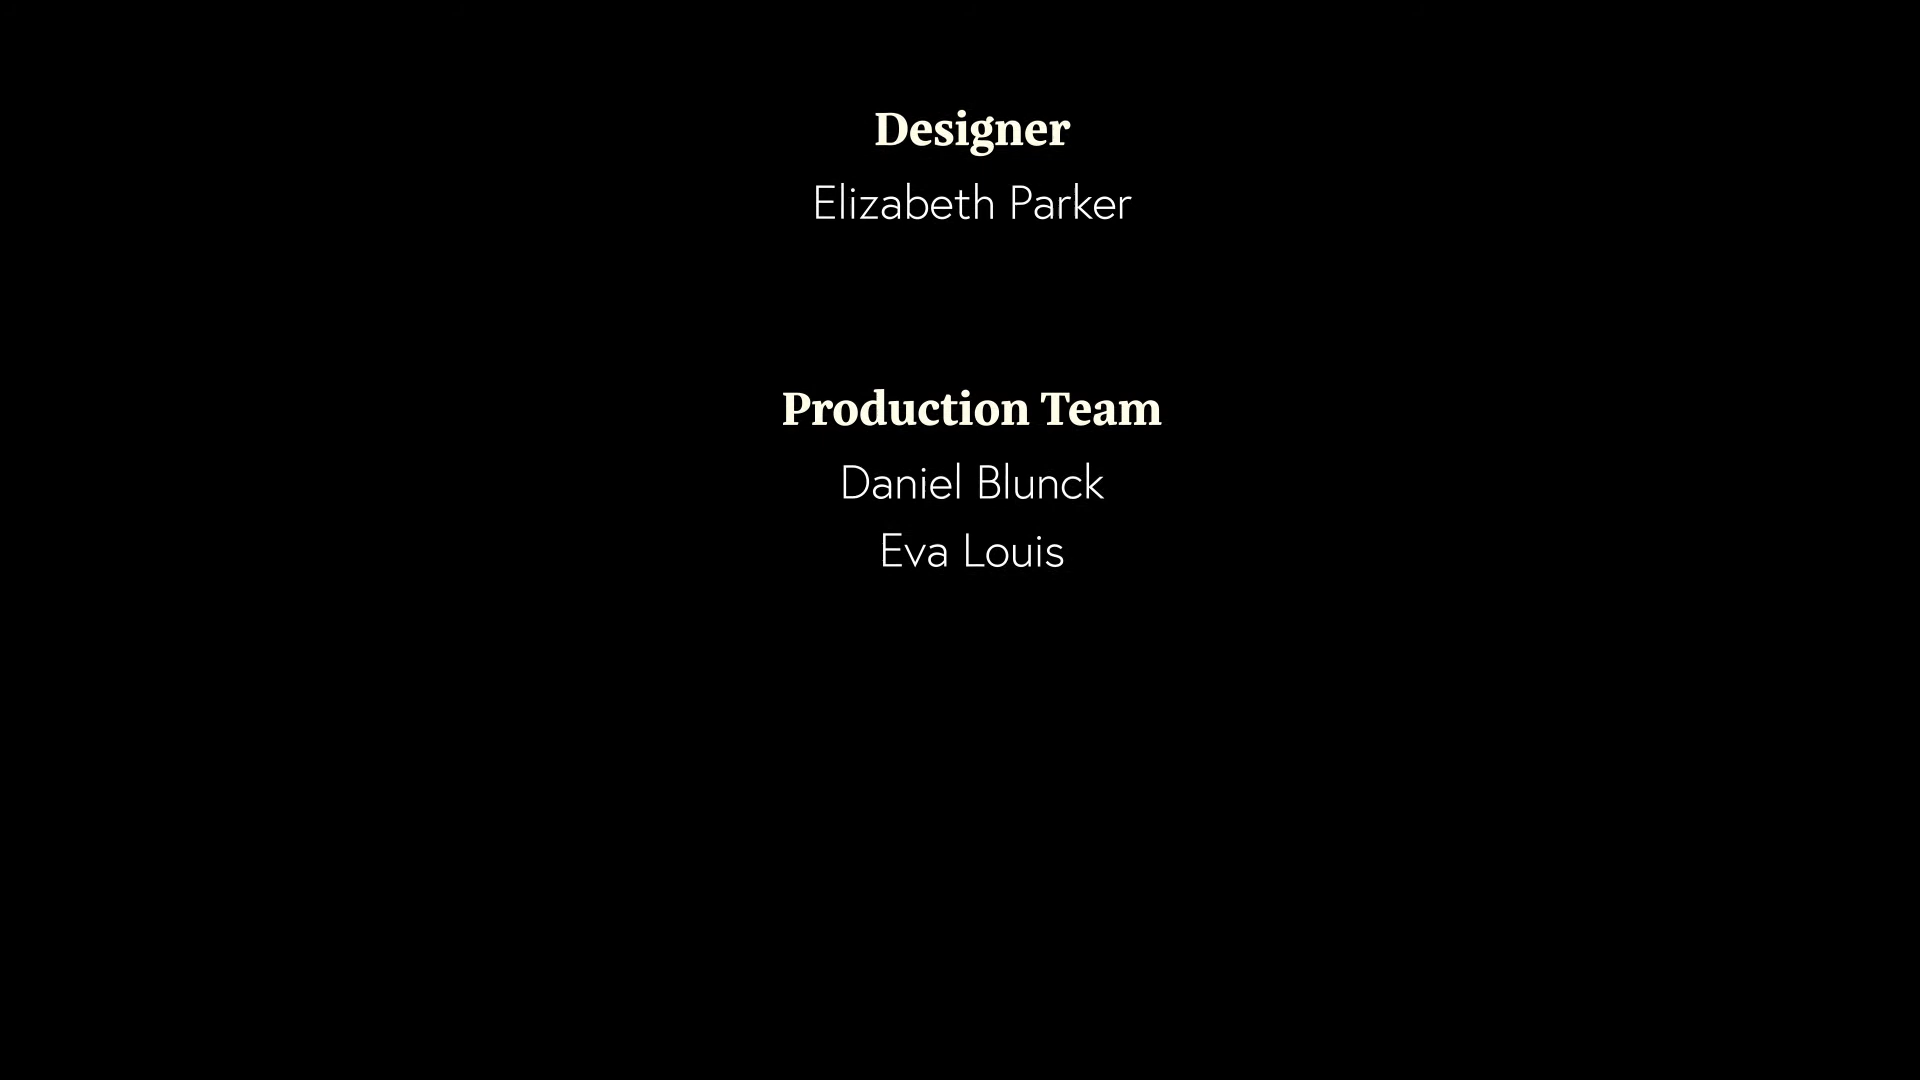 Designer
Elizabeth Parker
Production Team
Daniel Blunck
Eva Louis